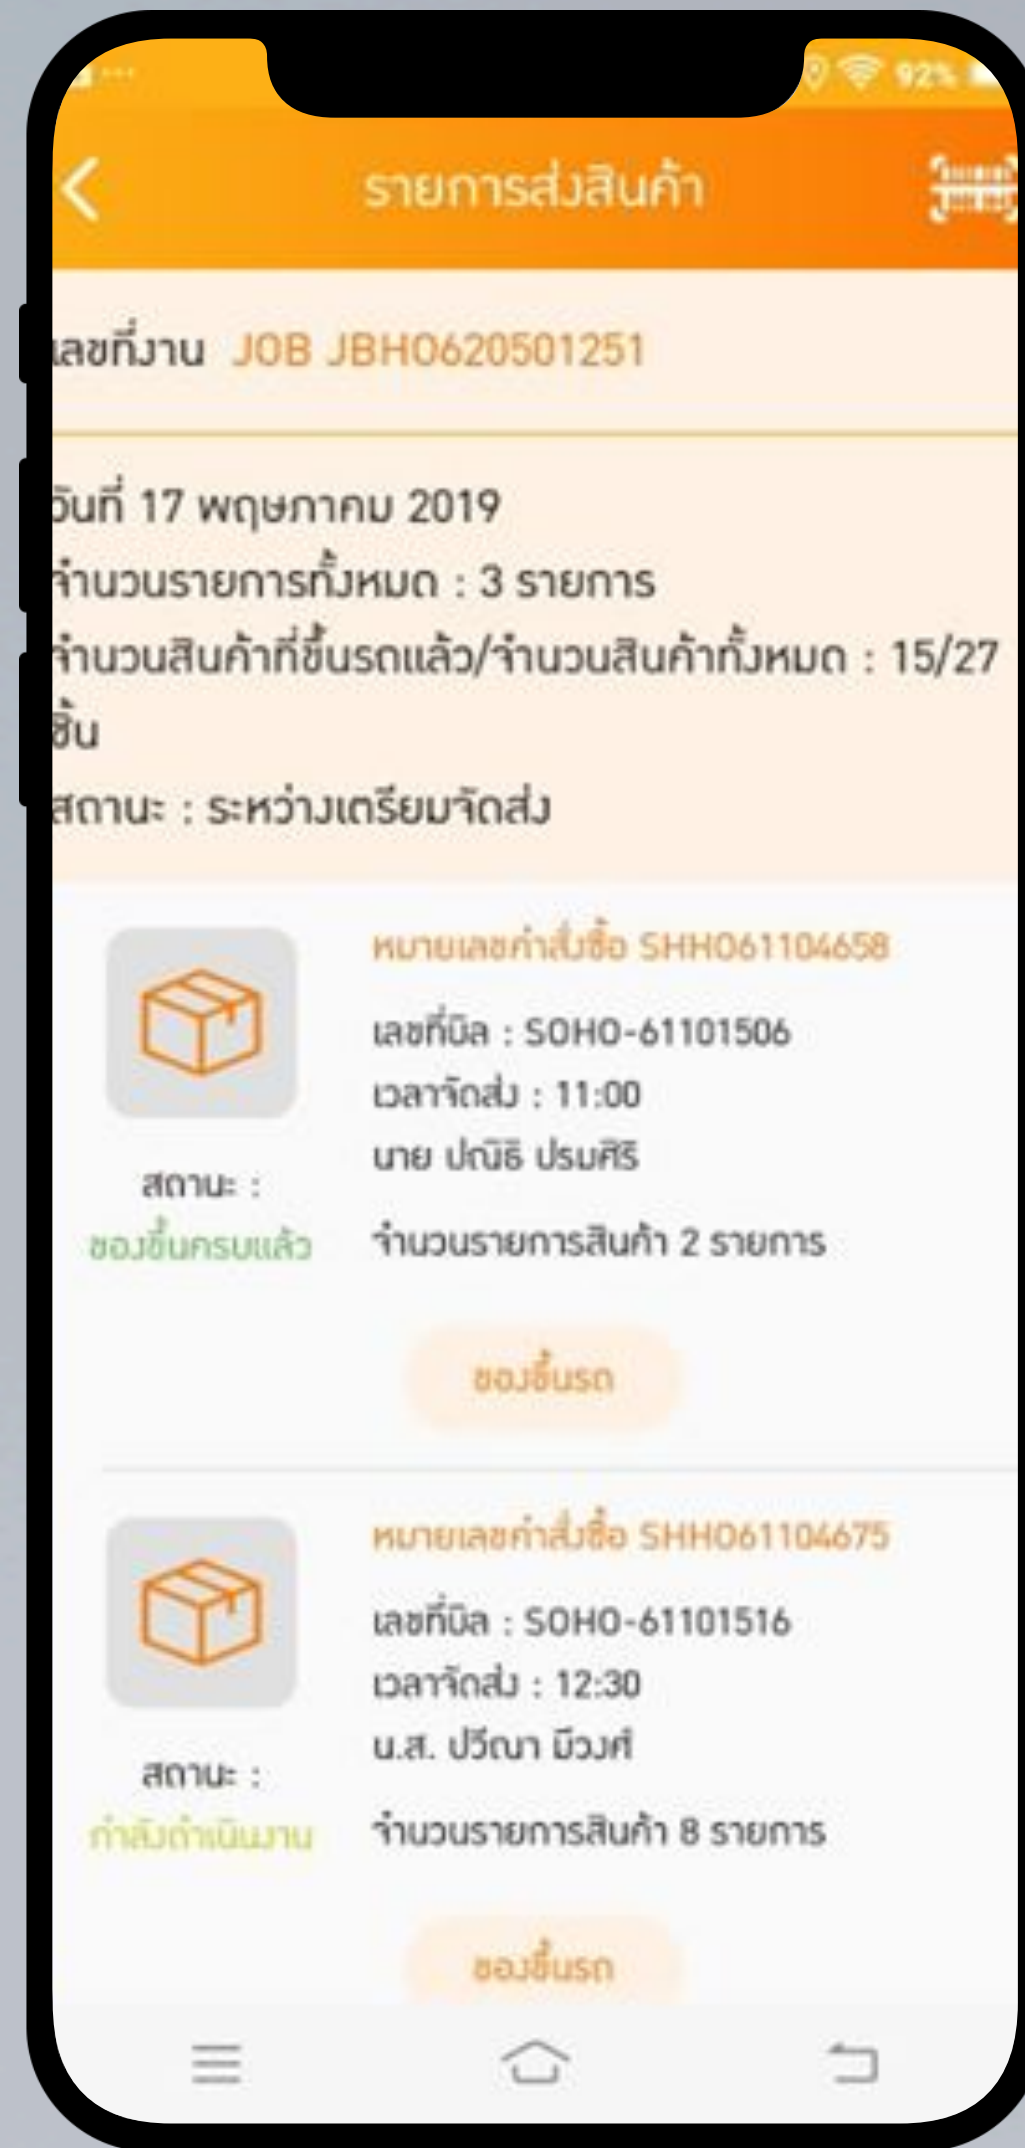 92%
รายการส่งสินค้า
เลขที่งาน JOB JBHO620501251
วันที่ 17 พฤษภาคม 2019
จำนวนรายการทั้งหมด : 3 รายการ
จำนวนสินค้าที่ขึ้นรถแล้ว/จำนวนสินค้าทั้งหมด : 15/27
ชิ้น
สถานะ : ระหว่างเตรียมจัดส่ง
หมายเลขคำสั่งซื้อ SHHO61104658
เลขที่บิล : SOHO-61101506
เวลาจัดส่ง : 11:00
นาย ปณิธิ ปรมศิริ
สถานะ :
ของขึ้นครบแล้ว
จำนวนรายการสินค้า 2 รายการ
ของขึ้นรถ
หมายเลขคำสั่งซื้อ SHHO61104675
เลขที่บิล : SOHO-61101516
เวลาจัดส่ง : 12:30
น.ส. ปวีณา มีวงศ์
สถานะ :
กำลังดำเนินงาน
จำนวนรายการสินค้า 8 รายการ
ของขึ้นรถ